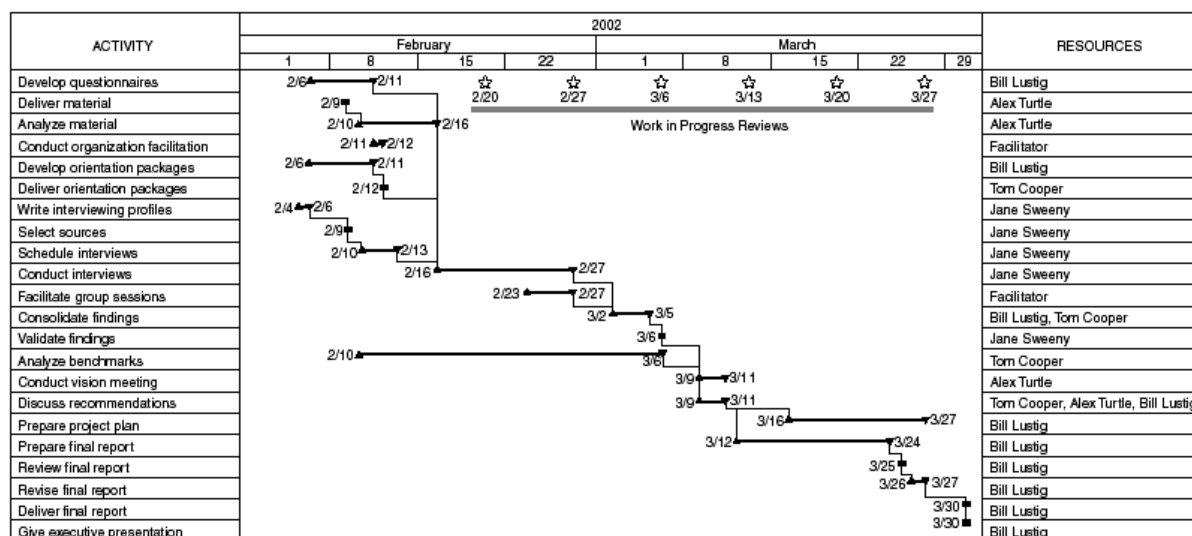 2002
ACTIVITY February March RESOURCES
1 8 15 22 1 8 15 22 29
Develop questionnaires 2/6 2/11 Bill Lustig
2/20 2/27 3/6 3/13 3/20 3/27
Deliver material 2/9 Alex Turtle
Analyze material 2/10 2/16 Work in Progress Reviews Alex Turtle
Conduct organization facilitation 2/11 2/12 Facilitator
Develop orientation packages 2/6 2/11 Bill Lustig
Deliver orientation packages 2/12 Tom Cooper
Write interviewing profiles 2/4 2/6 Jane Sweeny
Select sources 2/9 Jane Sweeny
Schedule interviews 2/10 2/13 Jane Sweeny
Conduct interviews 2/16 2/27 Jane Sweeny
Facilitate group sessions 2/23 2/27 Facilitator
Consolidate findings 3/2 3/5 Bill Lustig, Tom Cooper
Validate findings 3/6 Jane Sweeny
Analyze benchmarks 2/10 3/6 Tom Cooper
Conduct vision meeting 3/9 3/11 Alex Turtle
Discuss recommendations 3/9 3/11 Tom Cooper, Alex Turtle, Bill Lustig
Prepare project plan 3/16 3/27 Bill Lustig
Prepare final report 3/12 3/24 Bill Lustig
Review final report 3/25 Bill Lustig
Revise final report 3/26 3/27 Bill Lustig
Deliver final report 3/30 Bill Lustig
Give executive presentation 3/30 Bill Lustig